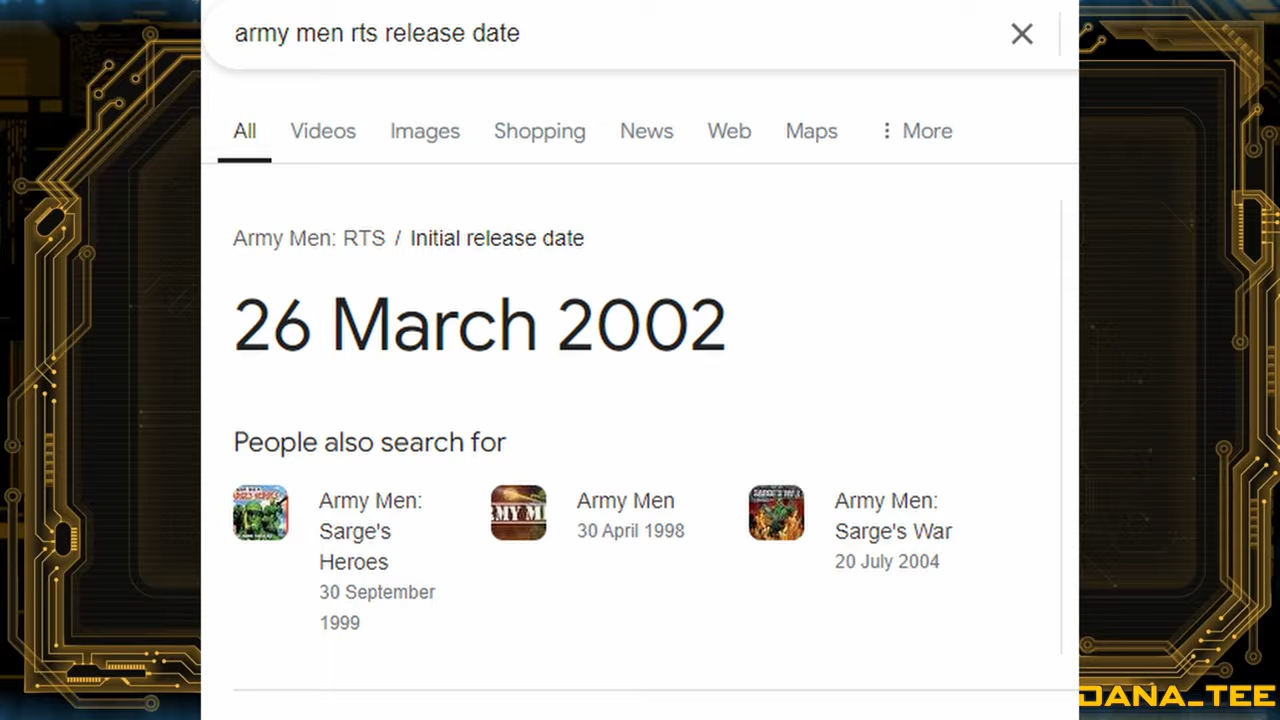 army men rts release date
All Videos Images Shopping News Web Maps More
Army Men: RTS / Initial release date
26 March 2002
People also search for
Army Men:
Sarge's
Heroes
30 September
1999
Army Men
30 April 1998
Army Men:
Sarge's War
20 July 2004
DANA_TEE